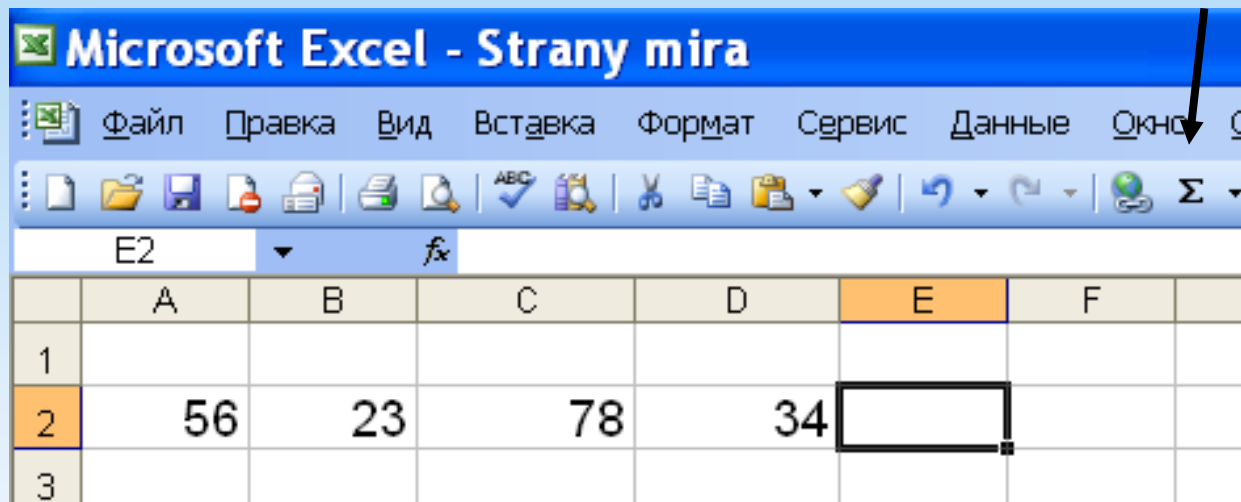 Microsoft Excel - Strany mira
Файл Правка Вид Вставка Формат Сервис Данные Окно
ABC Σ
E2 fx
A B C D E F
1
2 56 23 78 34
3